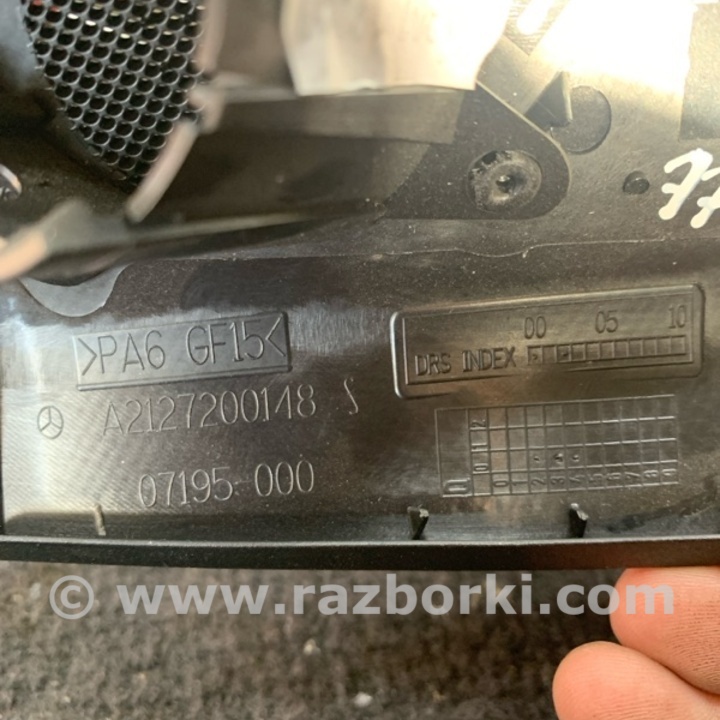 >PA6 GF15<
00 05 10
DRS INDEX
A2127200148 S
07195 000
© www.razborki.com